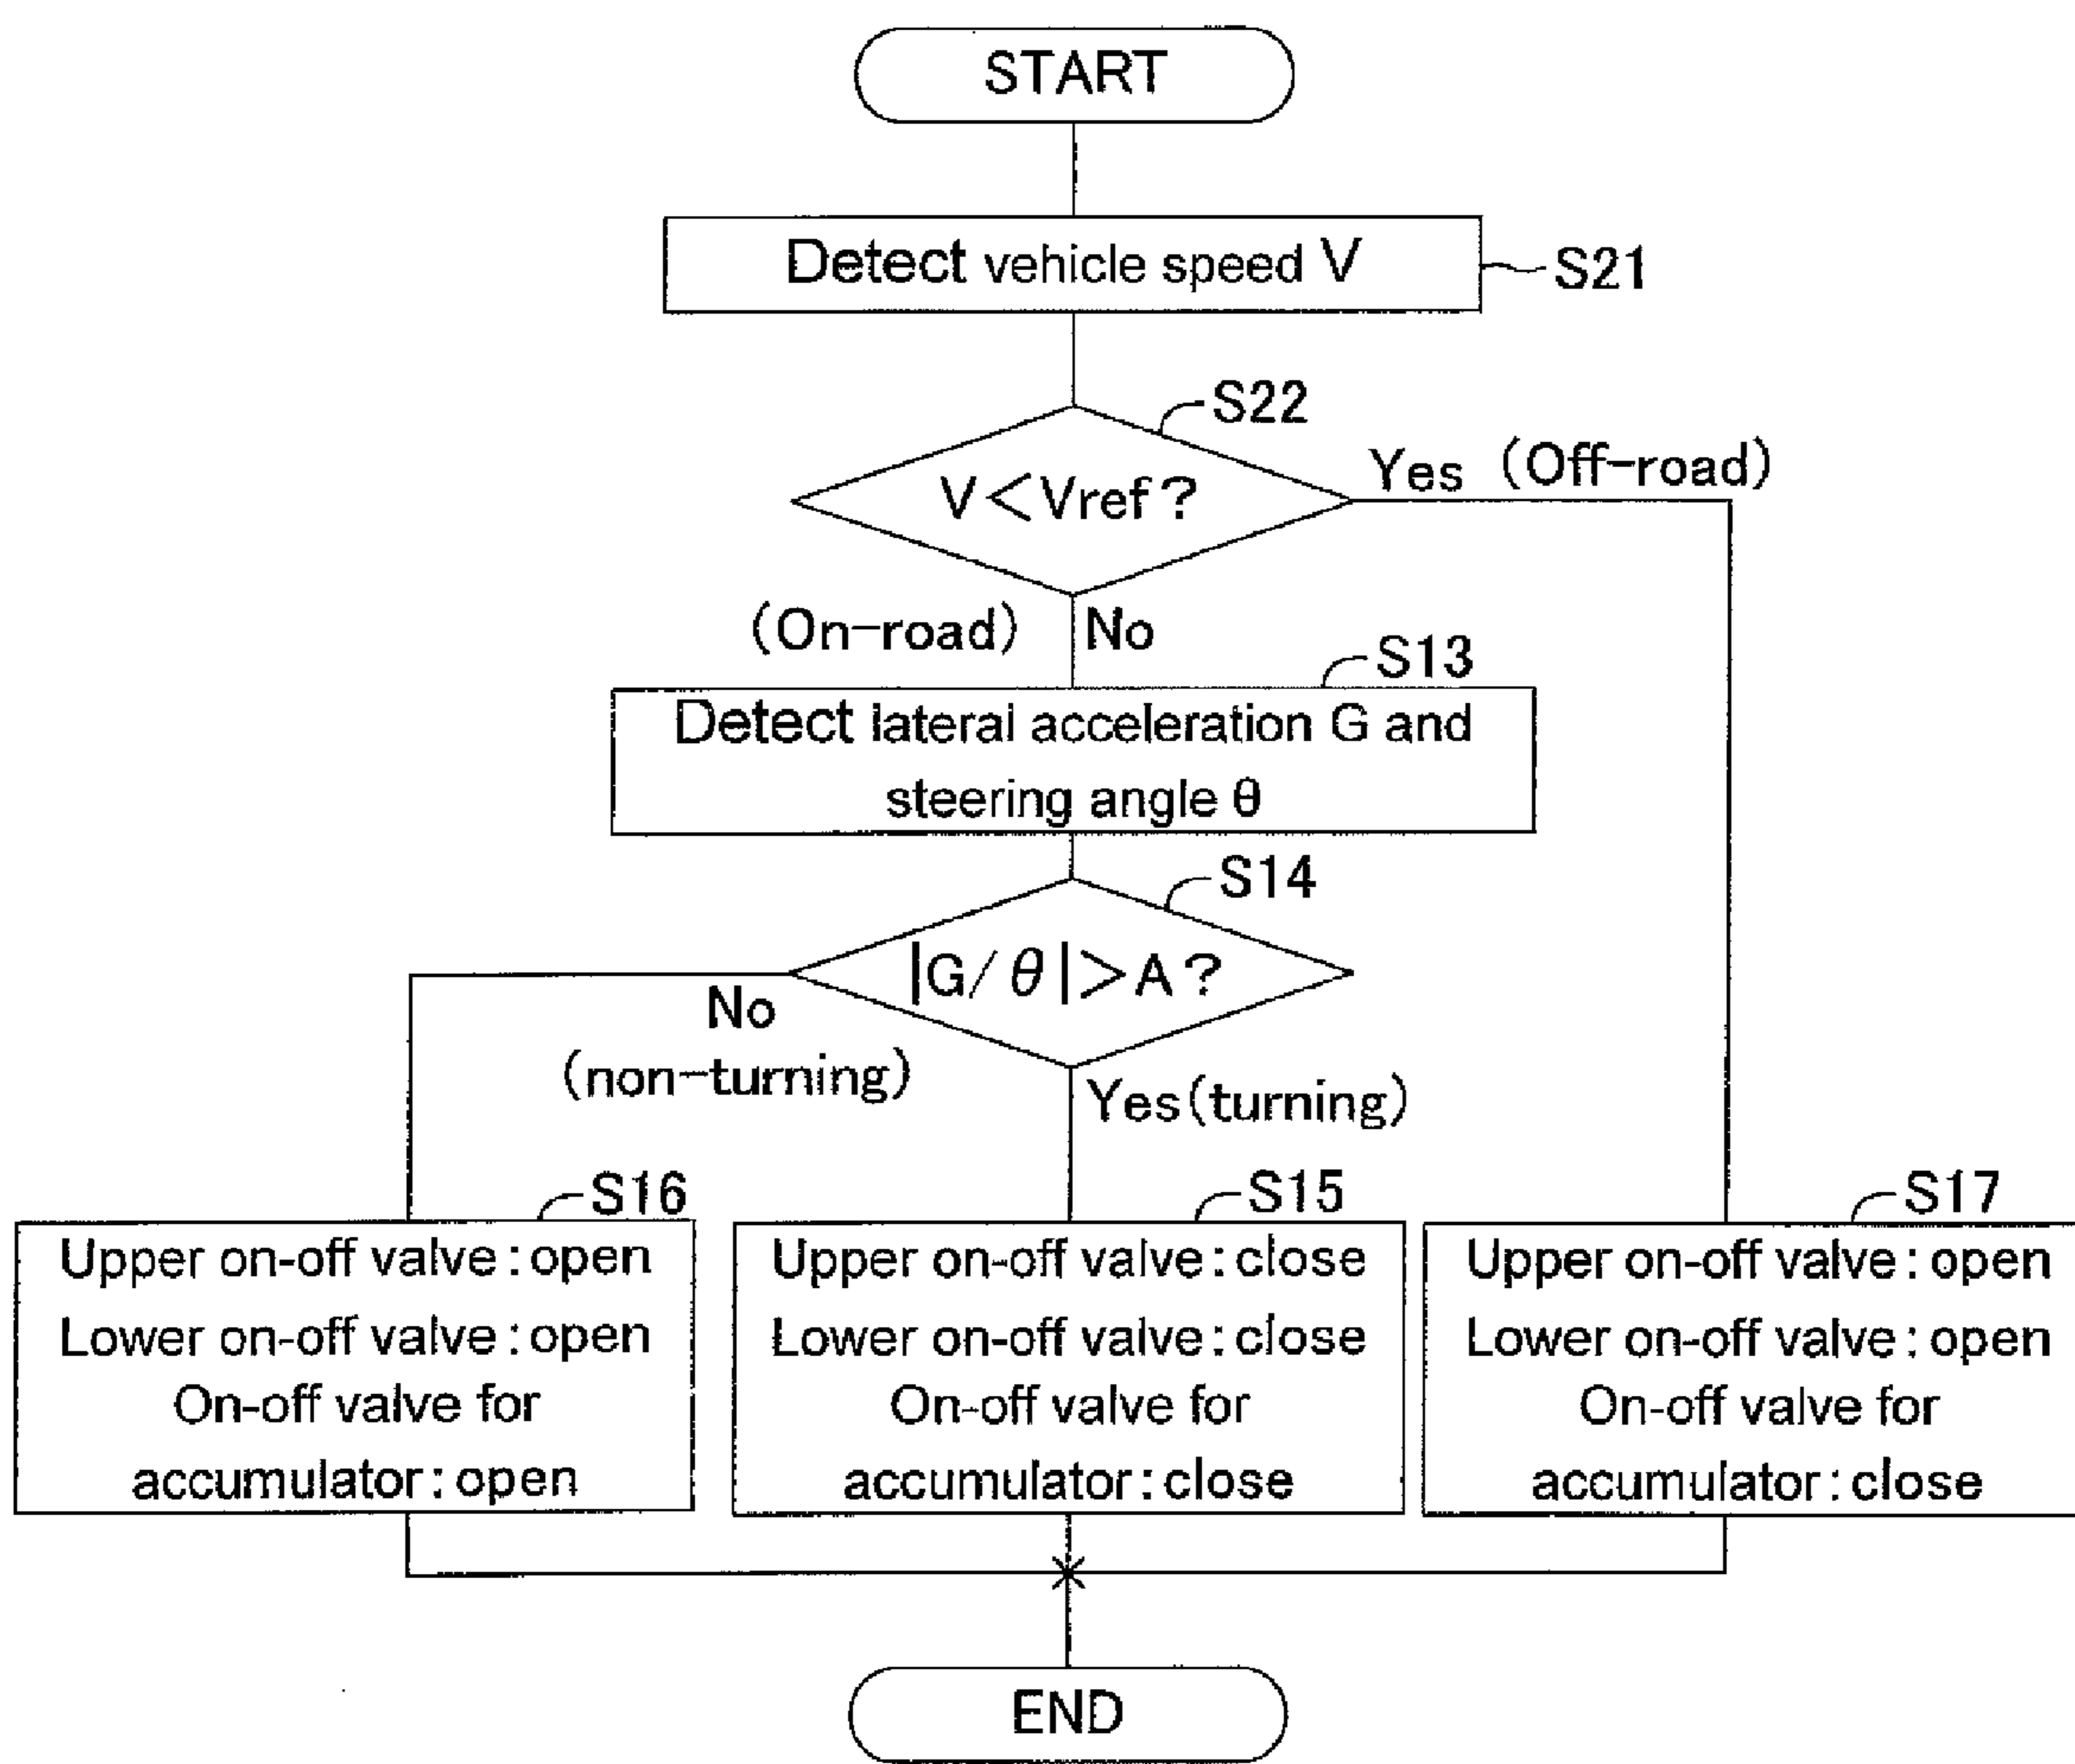 START
Detect vehicle speed V
S21
S22
V<Vref?
Yes (Off-road)
(On-road) No
S13
Detect lateral acceleration G and
steering angle θ
S14
|G/θ|>A?
No
(non-turning)
Yes(turning)
S16
Upper on-off valve:open
Lower on-off valve:open
On-off valve for
accumulator:open
S15
Upper on-off valve:close
Lower on-off valve:close
On-off valve for
accumulator:close
S17
Upper on-off valve:open
Lower on-off valve:open
On-off valve for
accumulator:close
END